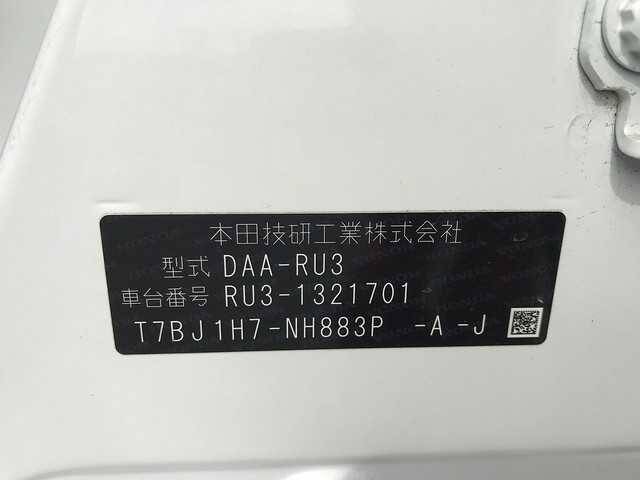 本田技研工業株式会社
型式 DAA-RU3
車台番号 RU3-1321701
T7BJ1H7-NH883P -A-J